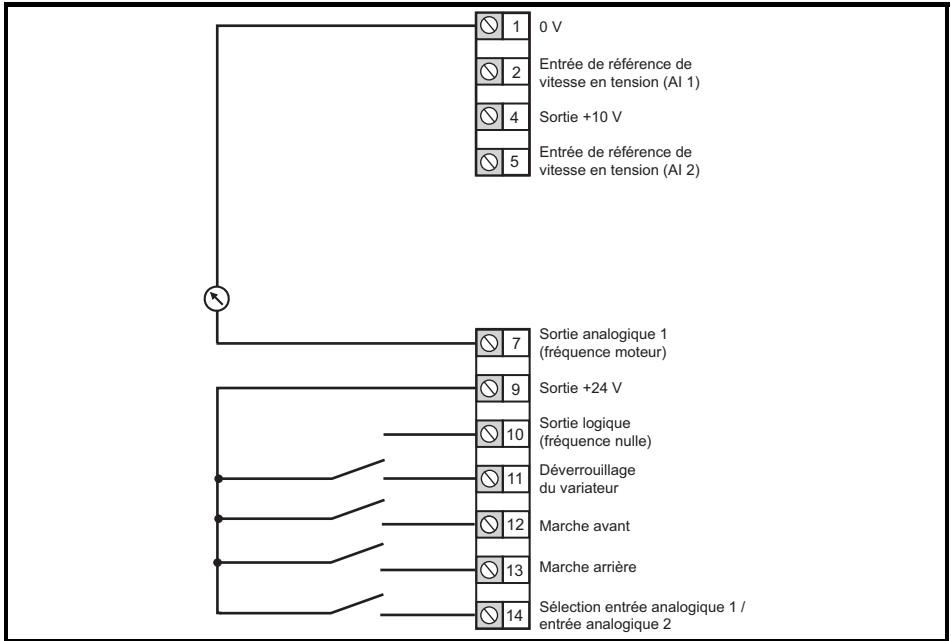 1 0 V
2 Entrée de référence de
vitesse en tension (AI 1)
4 Sortie +10 V
5 Entrée de référence de
vitesse en tension (AI 2)
7 Sortie analogique 1
(fréquence moteur)
9 Sortie +24 V
10 Sortie logique
(fréquence nulle)
11 Déverrouillage
du variateur
12 Marche avant
13 Marche arrière
14 Sélection entrée analogique 1 /
entrée analogique 2